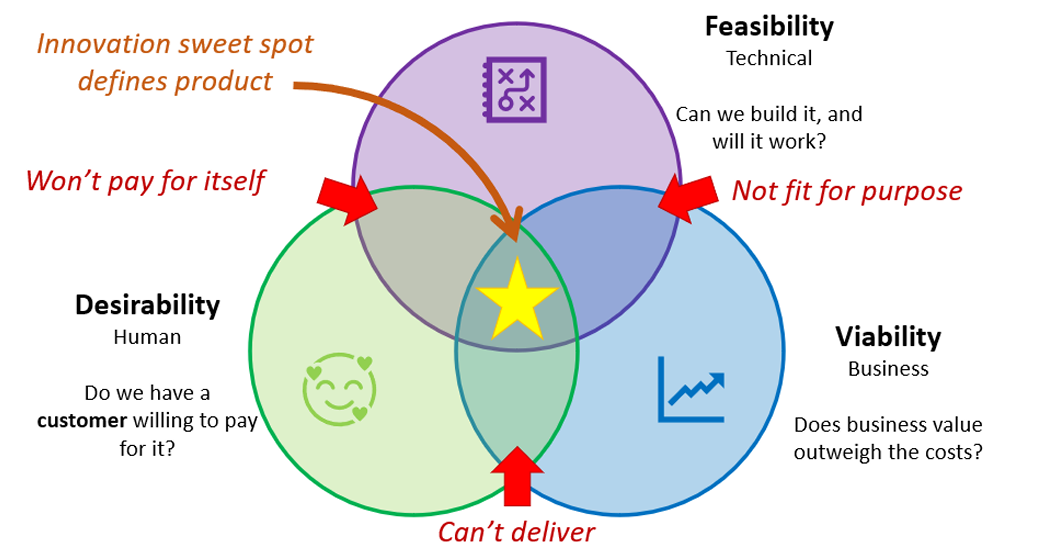 Innovation sweet spot
defines product
Feasibility
Technical
Can we build it, and
will it work?
Won't pay for itself
Not fit for purpose
Desirability
Human
Do we have a
customer willing to pay
for it?
Viability
Business
Does business value
outweigh the costs?
Can't deliver